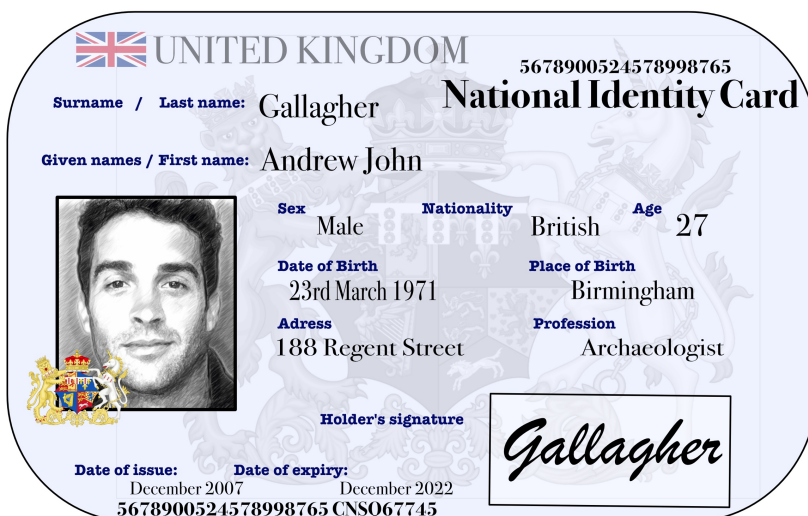 UNITED KINGDOM
5678900524578998765
National Identity Card
Surname / Last name: Gallagher
Given names / First name: Andrew John
Sex Nationality Age
Male British 27
Date of Birth Place of Birth
23rd March 1971 Birmingham
Adress Profession
188 Regent Street Archaeologist
Holder's signature
Gallagher
Date of issue: Date of expiry:
December 2007 December 2022
5678900524578998765 CNSO67745